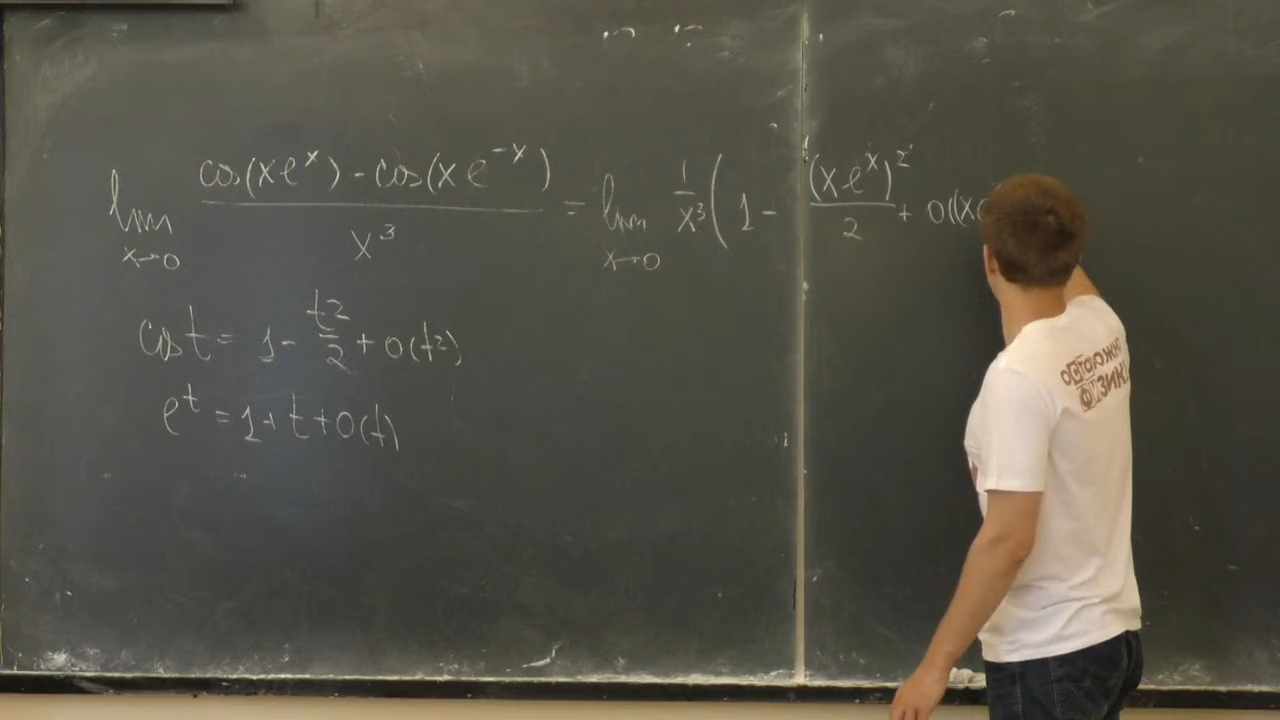 lim x→0 (cos(xe^x) - cos(xe^-x)) / x^3 = lim x→0 1/x^3 (1 - (xe^x)^2 / 2 + o((x
cos t = 1 - t^2/2 + o(t^2)
e^t = 1 + t + o(t)
ОСТОРОЖНО
ФИЗИК!